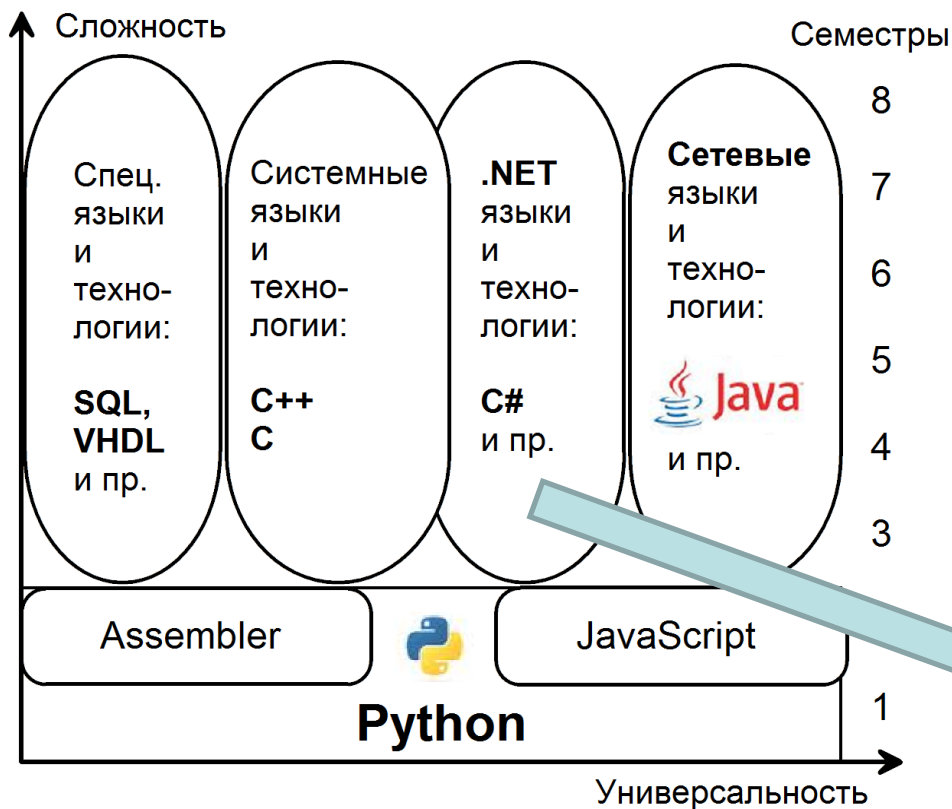 Сложность
Семестры
Спец.
языки
и
техно-
логии:
SQL,
VHDL
и пр.
Системные
языки
и
техно-
логии:
C++
C
.NET
языки
и
техно-
логии:
C#
и пр.
Сетевые
языки
и
техно-
логии:
Java
и пр.
8
7
6
5
4
3
1
Assembler
JavaScript
Python
Универсальность